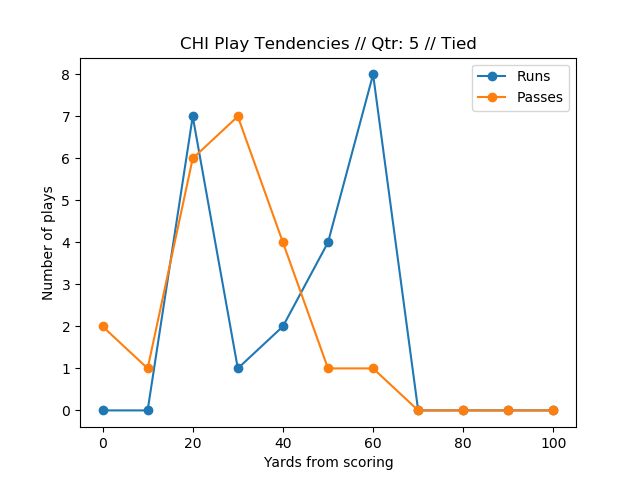 CHI Play Tendencies // Qtr: 5 // Tied
Runs
Passes
Number of plays
8
7
6
5
4
3
2
1
0
0 20 40 60 80 100
Yards from scoring